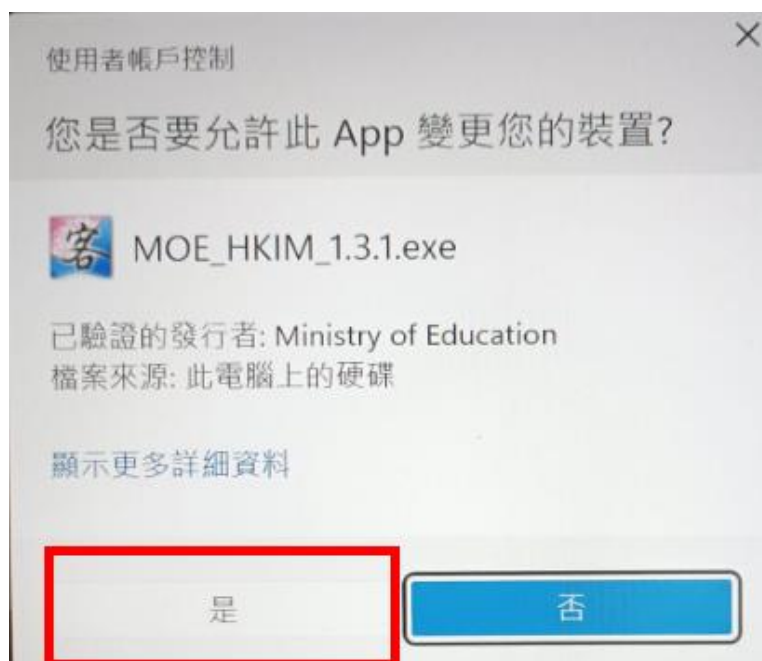 使用者帳戶控制
您是否要允許此 App 變更您的裝置?
客
MOE_HKIM_1.3.1.exe
已驗證的發行者: Ministry of Education
檔案來源: 此電腦上的硬碟
顯示更多詳細資料
是
否